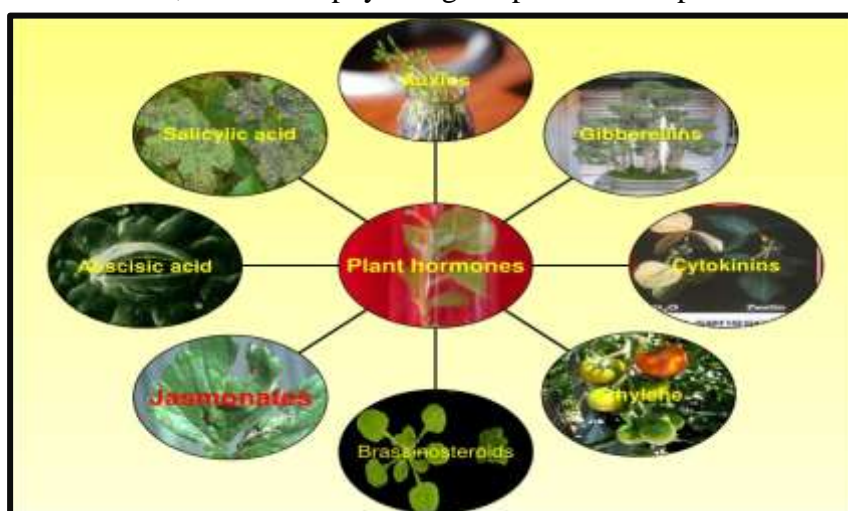 Auxins
Salicylic acid
Gibberellins
Abscisic acid
Plant hormones
Cytokinins
Jasmonates
Ethylene
Brassinosteroids